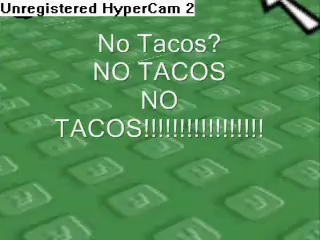 Unregistered HyperCam 2
No Tacos?
NO TACOS
NO
TACOS!!!!!!!!!!!!!!!!!